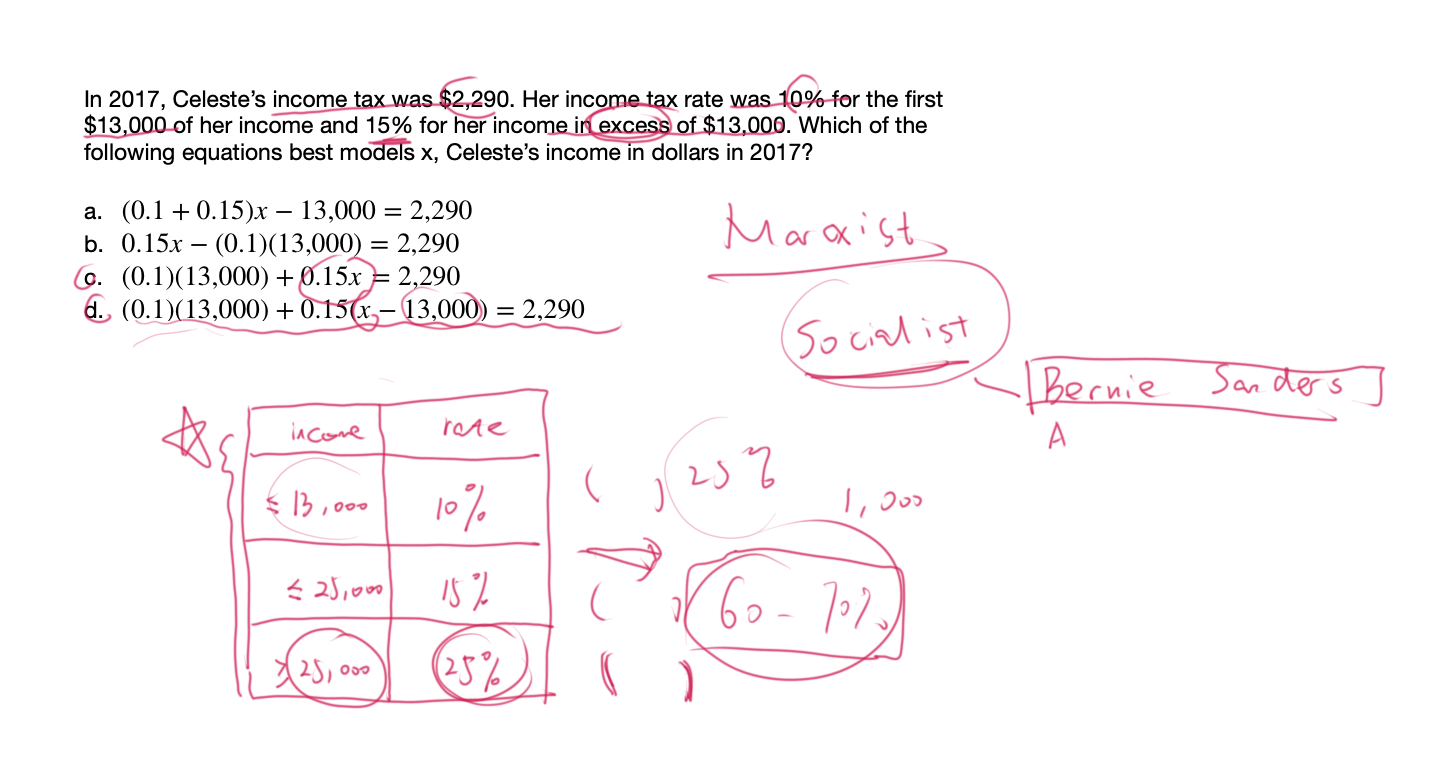 In 2017, Celeste's income tax was $2,290. Her income tax rate was 10% for the first
$13,000 of her income and 15% for her income in excess of $13,000. Which of the
following equations best models x, Celeste's income in dollars in 2017?
a. (0.1 + 0.15)x − 13,000 = 2,290
b. 0.15x − (0.1)(13,000) = 2,290
c. (0.1)(13,000) + 0.15x = 2,290
d. (0.1)(13,000) + 0.15(x − 13,000) = 2,290
Marxist
Socialist
Bernie Sanders
A
income rate
≤ 13,000 10%
≤ 25,000 15%
≥ 25,000 25%
( )
25%
1,000
( )
60 - 70%
( )